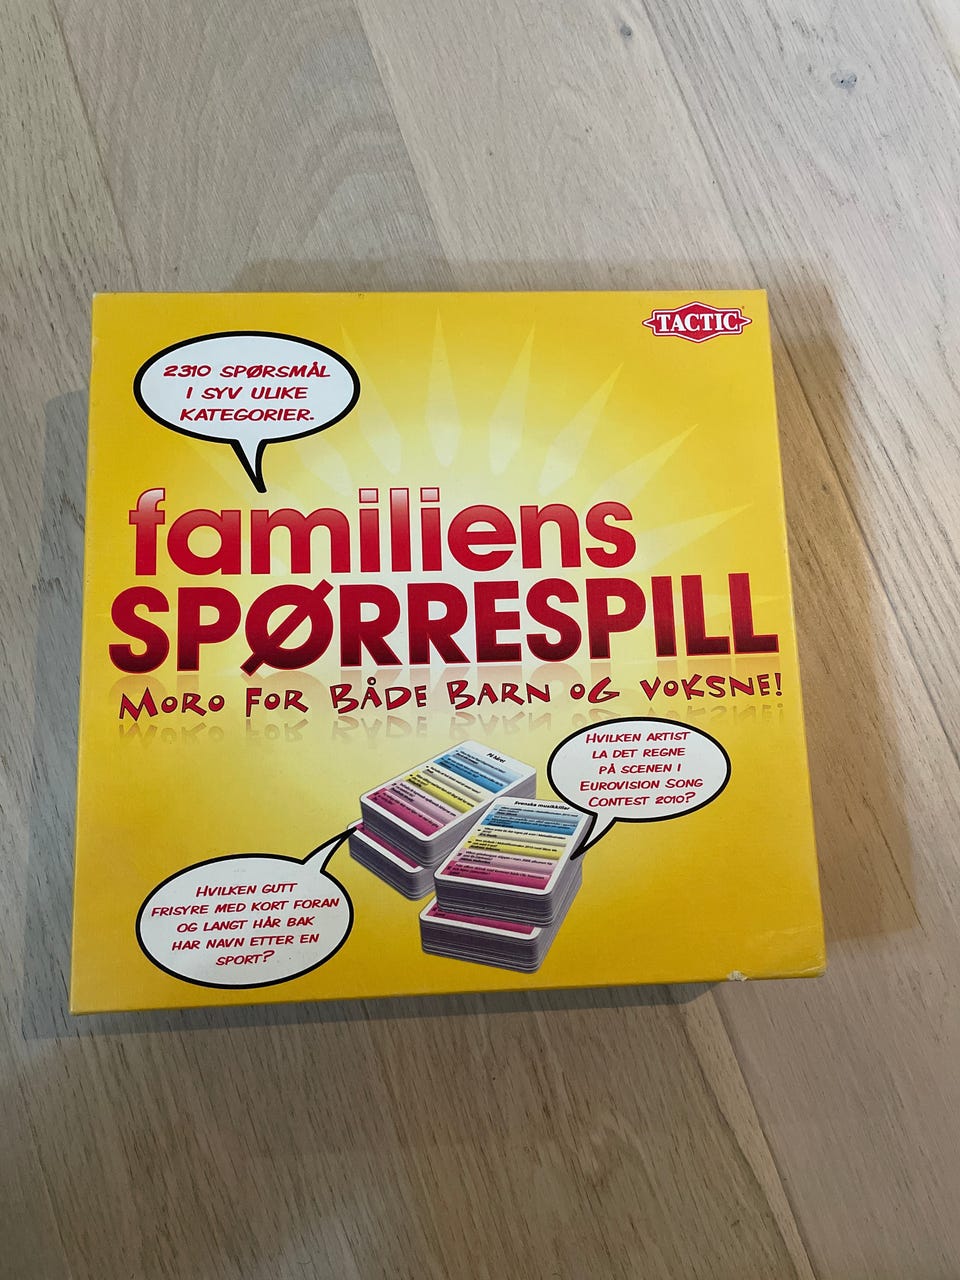 TACTIC
2310 SPØRSMÅL
I SYV ULIKE
KATEGORIER.
familiens
SPØRRESPILL
MORO FOR BÅDE BARN OG VOKSNE!
HVILKEN ARTIST
LA DET REGNE
PÅ SCENEN I
EUROVISION SONG
CONTEST 2010?
Svenska musikkillar
HVILKEN GUTT
FRISYRE MED KORT FORAN
OG LANGT HÅR BAK
HAR NAVN ETTER EN
SPORT?